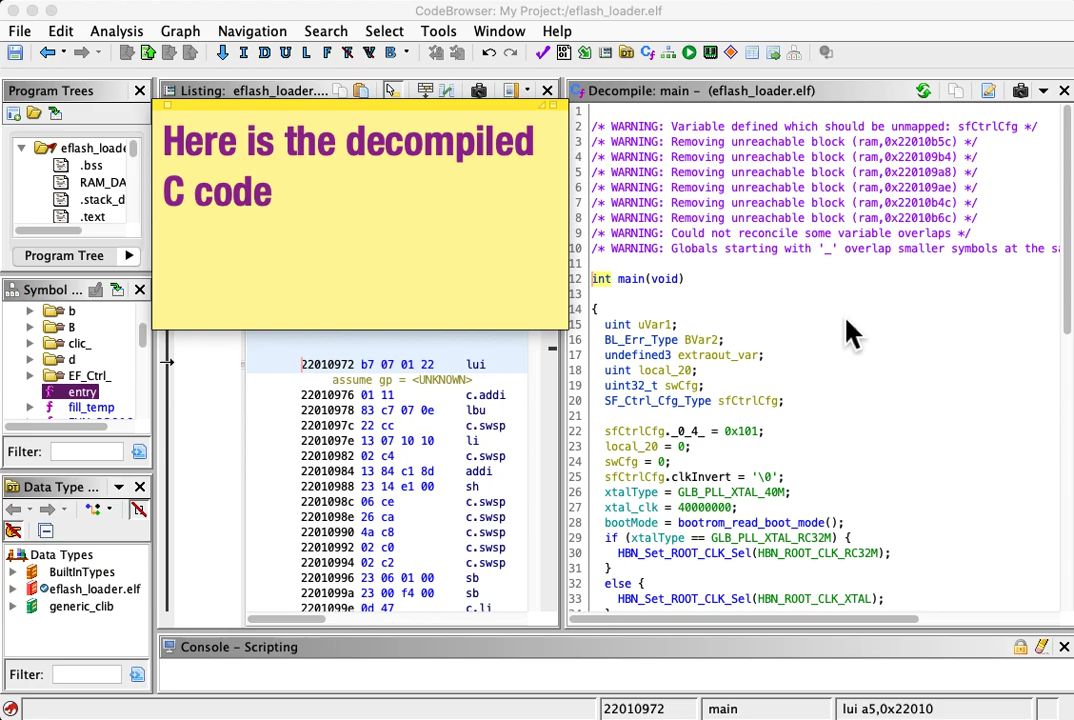 CodeBrowser: My Project:/eflash_loader.elf
File Edit Analysis Graph Navigation Search Select Tools Window Help
I D U L F R V B
Program Trees
eflash_loade
.bss
RAM_DA
.stack_d
.text
Program Tree
Symbol ...
b
B
clic_
d
EF_Ctrl_
entry
fill_temp
Filter:
Data Type ...
Data Types
BuiltInTypes
eflash_loader.elf
generic_clib
Filter:
Listing: eflash_loader....
Here is the decompiled
C code
22010972 b7 07 01 22 lui
assume gp = <UNKNOWN>
22010976 01 11 c.addi
22010978 83 c7 07 0e lbu
2201097c 22 cc c.swsp
2201097e 13 07 10 10 li
22010982 02 c4 c.swsp
22010984 13 84 c1 8d addi
22010988 23 14 e1 00 sh
2201098c 06 ce c.swsp
2201098e 26 ca c.swsp
22010990 4a c8 c.swsp
22010992 02 c0 c.swsp
22010994 02 c2 c.swsp
22010996 23 06 01 00 sb
2201099a 23 00 f4 00 sb
2201099e 0d 47 c.li
Decompile: main - (eflash_loader.elf)
1
2 /* WARNING: Variable defined which should be unmapped: sfCtrlCfg */
3 /* WARNING: Removing unreachable block (ram,0x22010b5c) */
4 /* WARNING: Removing unreachable block (ram,0x220109b4) */
5 /* WARNING: Removing unreachable block (ram,0x220109a8) */
6 /* WARNING: Removing unreachable block (ram,0x220109ae) */
7 /* WARNING: Removing unreachable block (ram,0x22010b4c) */
8 /* WARNING: Removing unreachable block (ram,0x22010b6c) */
9 /* WARNING: Could not reconcile some variable overlaps */
10 /* WARNING: Globals starting with '_' overlap smaller symbols at the sa
11
12 int main(void)
13
14 {
15 uint uVar1;
16 BL_Err_Type BVar2;
17 undefined3 extraout_var;
18 uint local_20;
19 uint32_t swCfg;
20 SF_Ctrl_Cfg_Type sfCtrlCfg;
21
22 sfCtrlCfg._0_4_ = 0x101;
23 local_20 = 0;
24 swCfg = 0;
25 sfCtrlCfg.clkInvert = '\0';
26 xtalType = GLB_PLL_XTAL_40M;
27 xtal_clk = 40000000;
28 bootMode = bootrom_read_boot_mode();
29 if (xtalType == GLB_PLL_XTAL_RC32M) {
30 HBN_Set_ROOT_CLK_Sel(HBN_ROOT_CLK_RC32M);
31 }
32 else {
33 HBN_Set_ROOT_CLK_Sel(HBN_ROOT_CLK_XTAL);
Console - Scripting
22010972 main lui a5,0x22010